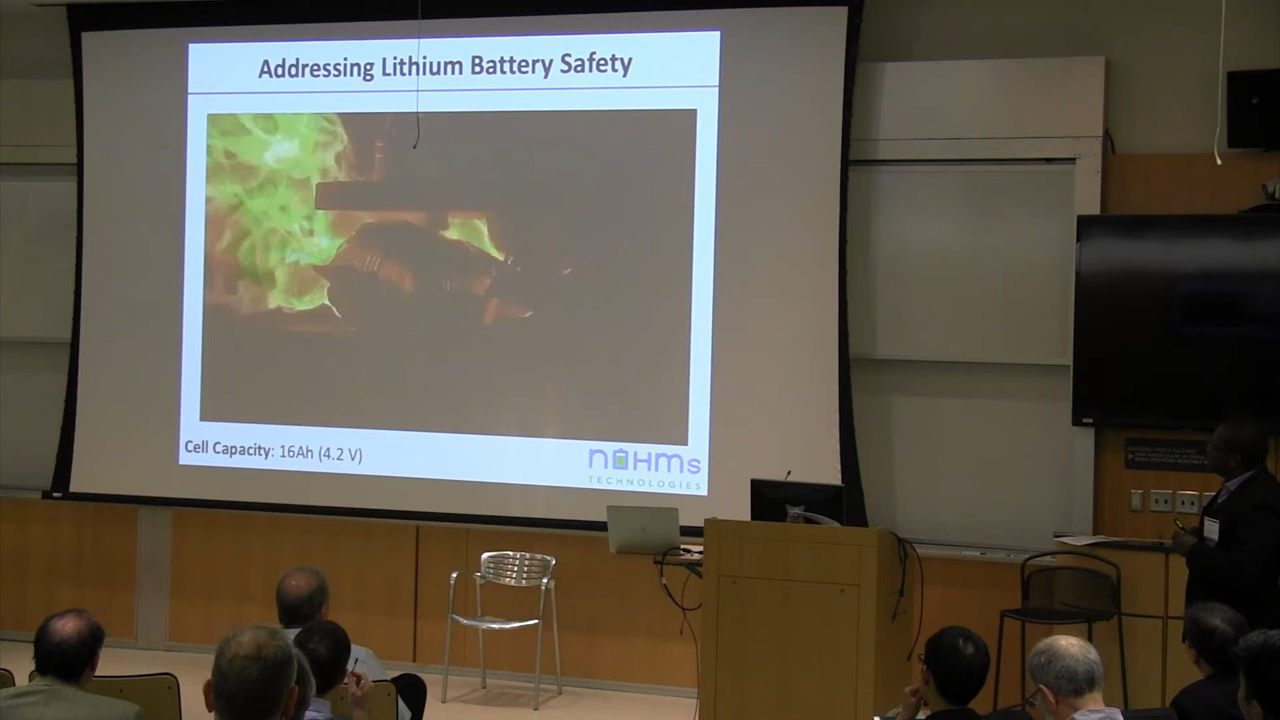 Addressing Lithium Battery Safety
Cell Capacity: 16Ah (4.2 V)
nOHMs
TECHNOLOGIES